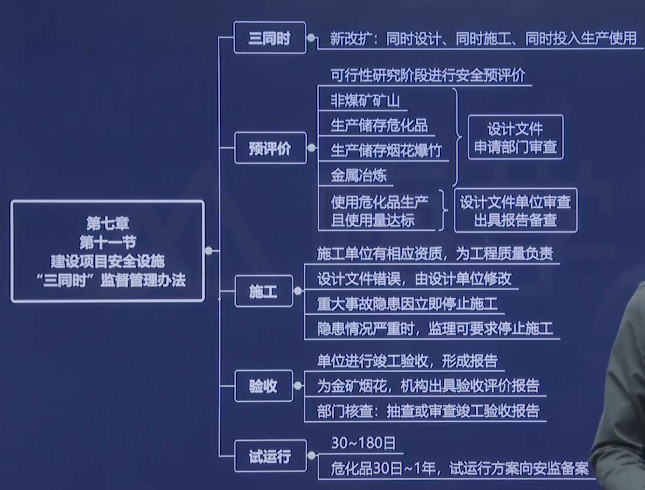 第七章
第十一节
建设项目安全设施
“三同时”监督管理办法
三同时
新改扩：同时设计、同时施工、同时投入生产使用
预评价
可行性研究阶段进行安全预评价
非煤矿矿山
生产储存危化品
生产储存烟花爆竹
金属冶炼
设计文件
申请部门审查
使用危化品生产
且使用量达标
设计文件单位审查
出具报告备查
施工
施工单位有相应资质，为工程质量负责
设计文件错误，由设计单位修改
重大事故隐患因立即停止施工
隐患情况严重时，监理可要求停止施工
验收
单位进行竣工验收，形成报告
为金矿烟花，机构出具验收评价报告
部门核查：抽查或审查竣工验收报告
试运行
30~180日
危化品30日~1年，试运行方案向安监备案